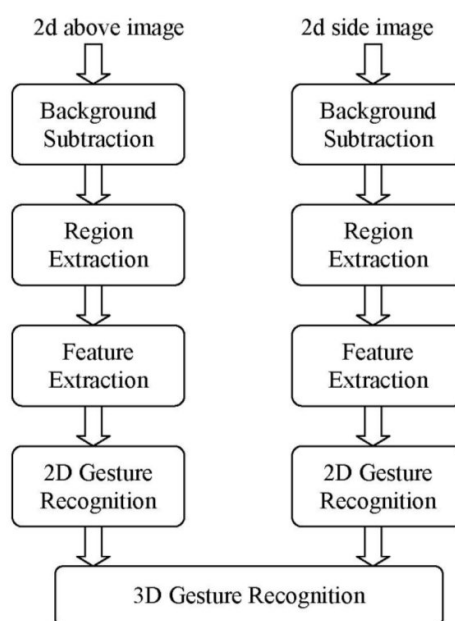 2d above image
Background
Subtraction
Region
Extraction
Feature
Extraction
2D Gesture
Recognition
2d side image
Background
Subtraction
Region
Extraction
Feature
Extraction
2D Gesture
Recognition
3D Gesture Recognition